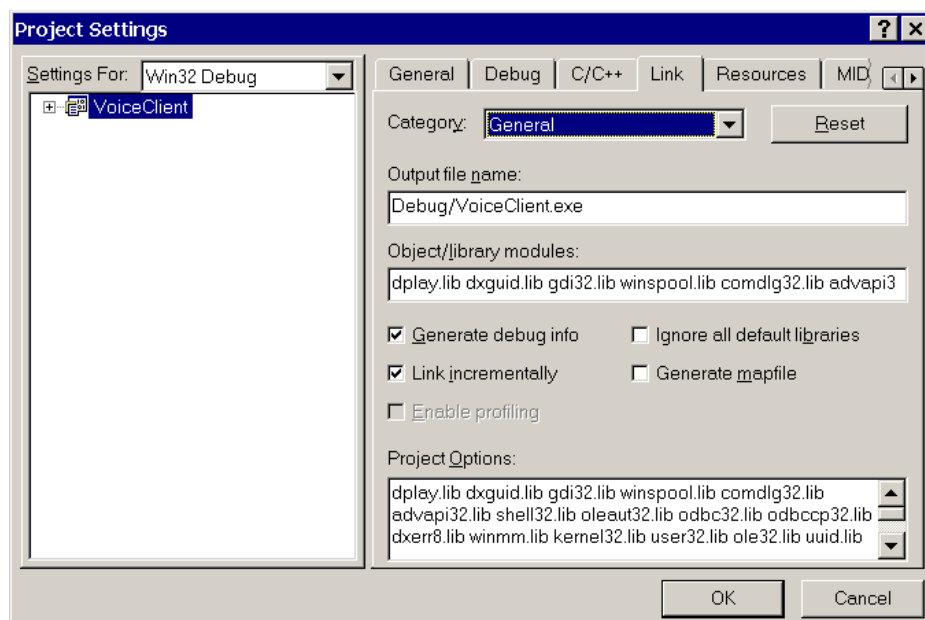 Project Settings
Settings For: Win32 Debug
VoiceClient
General Debug C/C++ Link Resources MID
Category: General Reset
Output file name:
Debug/VoiceClient.exe
Object/library modules:
dplay.lib dxguid.lib gdi32.lib winspool.lib comdlg32.lib advapi3
Generate debug info Ignore all default libraries
Link incrementally Generate mapfile
Enable profiling
Project Options:
dplay.lib dxguid.lib gdi32.lib winspool.lib comdlg32.lib
advapi32.lib shell32.lib oleaut32.lib odbc32.lib odbccp32.lib
dxerr8.lib winmm.lib kernel32.lib user32.lib ole32.lib uuid.lib
OK Cancel